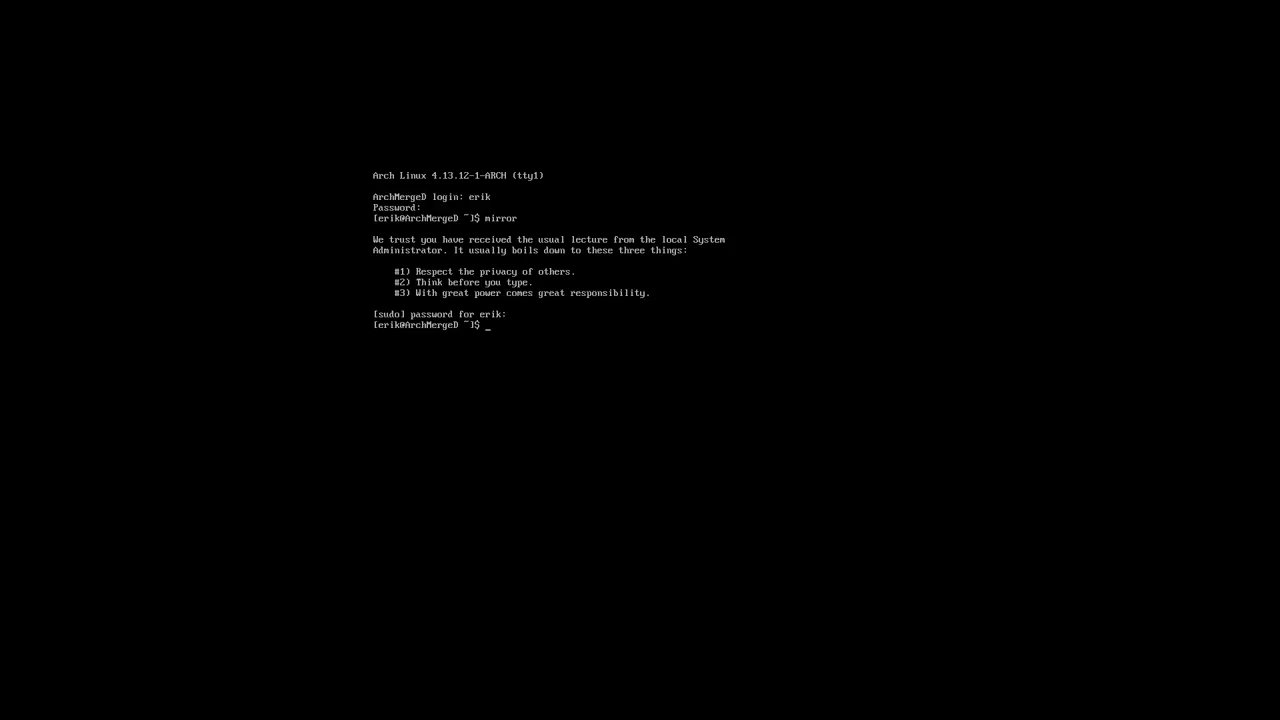 Arch Linux 4.13.12-1-ARCH (tty1)
ArchMergeD login: erik
Password:
[erik@ArchMergeD ~]$ mirror
We trust you have received the usual lecture from the local System
Administrator. It usually boils down to these three things:
#1) Respect the privacy of others.
#2) Think before you type.
#3) With great power comes great responsibility.
[sudo] password for erik:
[erik@ArchMergeD ~]$ _